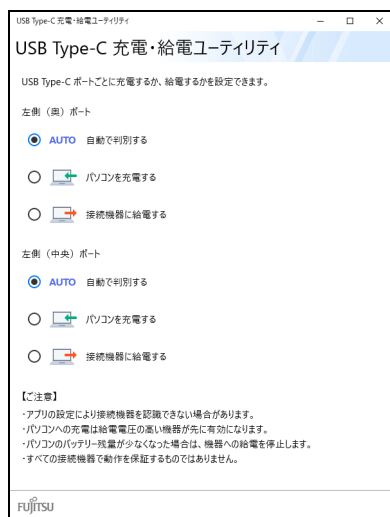 USB Type-C 充電・給電ユーティリティ
USB Type-C 充電・給電ユーティリティ
USB Type-C ポートごとに充電するか、給電するかを設定できます。
左側（奥）ポート
AUTO 自動で判別する
パソコンを充電する
接続機器に給電する
左側（中央）ポート
AUTO 自動で判別する
パソコンを充電する
接続機器に給電する
【ご注意】
・アプリの設定により接続機器を認識できない場合があります。
・パソコンへの充電は給電電圧の高い機器が先に有効になります。
・パソコンのバッテリー残量が少なくなった場合は、機器への給電を停止します。
・すべての接続機器で動作を保証するものではありません。
FUJITSU